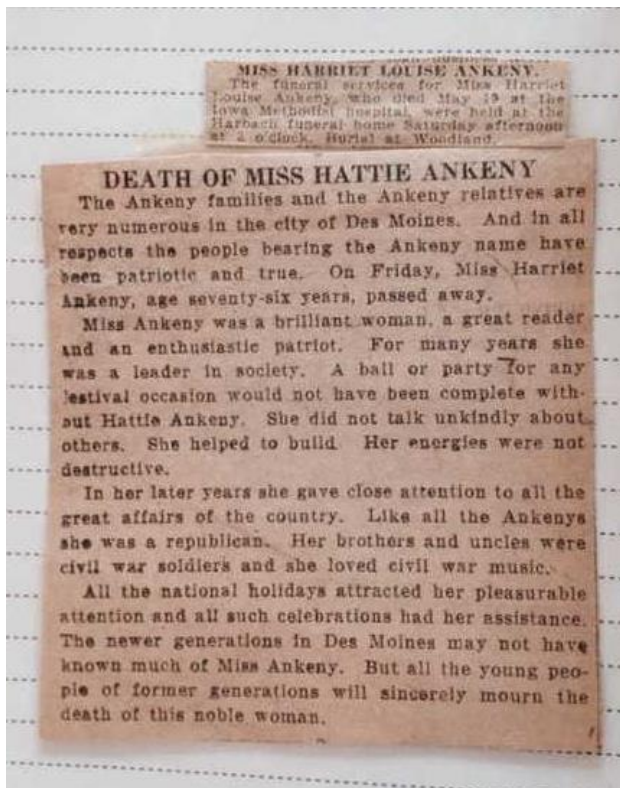 MISS HARRIET LOUISE ANKENY.
The funeral services for Miss Harriet
Louise Ankeny, who died May 19 at the
Iowa Methodist hospital, were held at the
Harbach funeral home Saturday afternoon
at 2 o'clock. Burial at Woodland.
DEATH OF MISS HATTIE ANKENY
The Ankeny families and the Ankeny relatives are
very numerous in the city of Des Moines. And in all
respects the people bearing the Ankeny name have
been patriotic and true. On Friday, Miss Harriet
Ankeny, age seventy-six years, passed away.
Miss Ankeny was a brilliant woman, a great reader
and an enthusiastic patriot. For many years she
was a leader in society. A ball or party for any
festival occasion would not have been complete with-
out Hattie Ankeny. She did not talk unkindly about
others. She helped to build. Her energies were not
destructive.
In her later years she gave close attention to all the
great affairs of the country. Like all the Ankenys
she was a republican. Her brothers and uncles were
civil war soldiers and she loved civil war music.
All the national holidays attracted her pleasurable
attention and all such celebrations had her assistance.
The newer generations in Des Moines may not have
known much of Miss Ankeny. But all the young peo-
ple of former generations will sincerely mourn the
death of this noble woman.